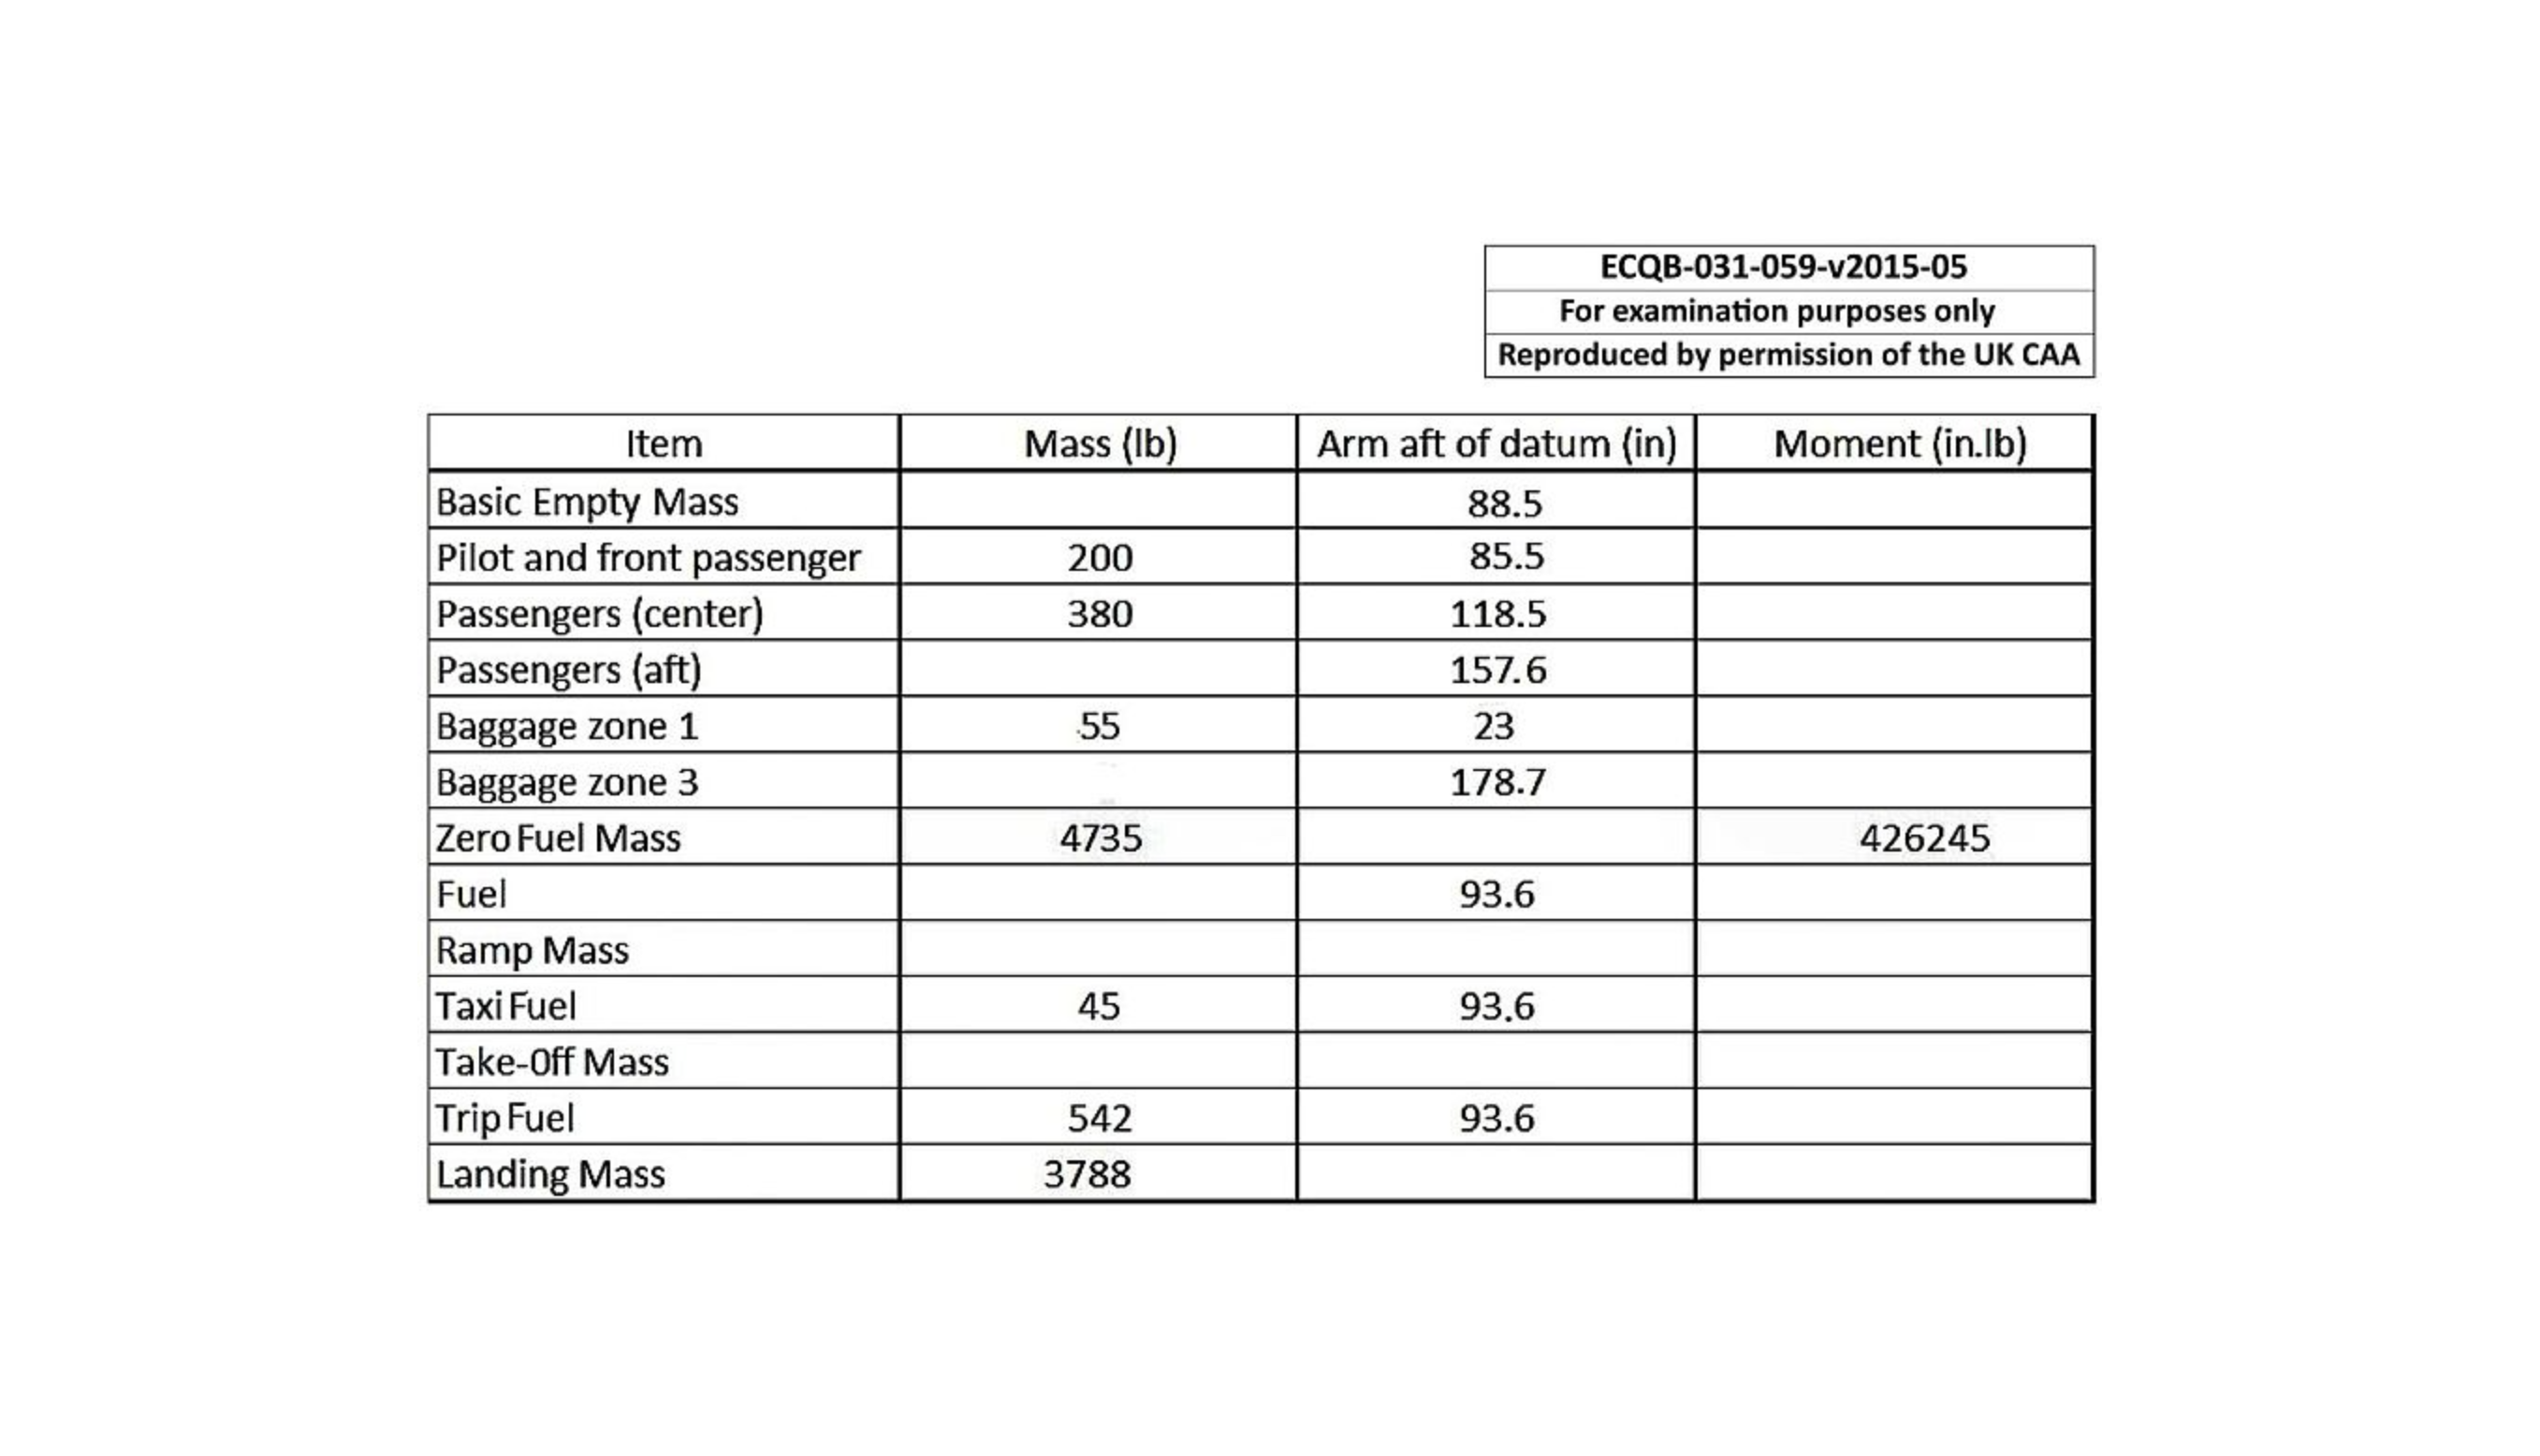 ECQB-031-059-v2015-05
For examination purposes only
Reproduced by permission of the UK CAA
Item Mass (lb) Arm aft of datum (in) Moment (in.lb)
Basic Empty Mass 88.5
Pilot and front passenger 200 85.5
Passengers (center) 380 118.5
Passengers (aft) 157.6
Baggage zone 1 55 23
Baggage zone 3 178.7
Zero Fuel Mass 4735 426245
Fuel 93.6
Ramp Mass
Taxi Fuel 45 93.6
Take-Off Mass
Trip Fuel 542 93.6
Landing Mass 3788